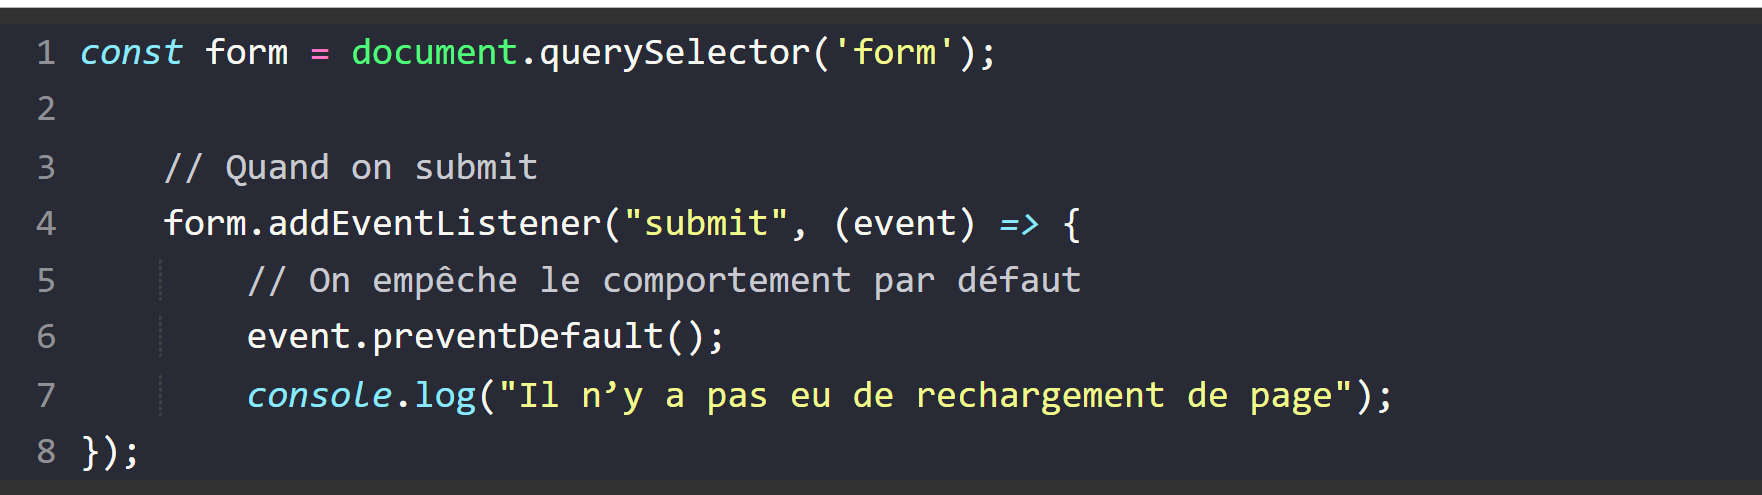 1 const form = document.querySelector('form');
2
3 // Quand on submit
4 form.addEventListener("submit", (event) => {
5 // On empêche le comportement par défaut
6 event.preventDefault();
7 console.log("Il n’y a pas eu de rechargement de page");
8 });